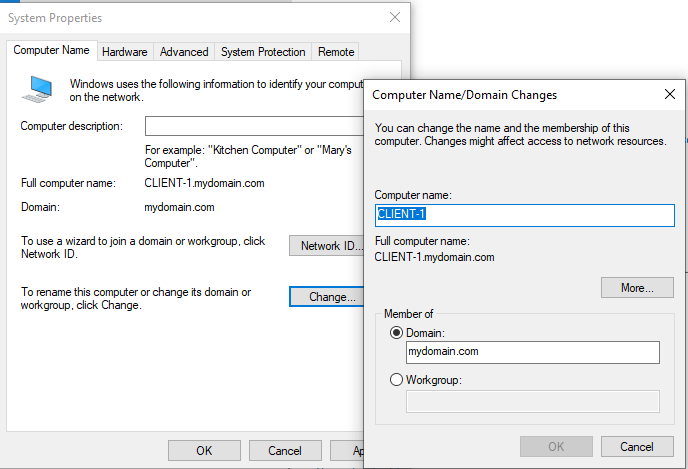 System Properties
Computer Name
Hardware
Advanced
System Protection
Remote
Windows uses the following information to identify your
on the network.
Computer description:
For example: "Kitchen Computer" or "Mary's
Computer".
Full computer name:
CLIENT-1.mydomain.com
Domain:
mydomain.com
To use a wizard to join a domain or workgroup, click
Network ID.
Network ID...
To rename this computer or change its domain or
workgroup, click Change.
Change...
OK
Cancel
Computer Name/Domain Changes
You can change the name and the membership of this
computer. Changes might affect access to network resources.
Computer name:
CLIENT-1
Full computer name:
CLIENT-1.mydomain.com
More...
Member of
Domain:
mydomain.com
Workgroup:
OK
Cancel